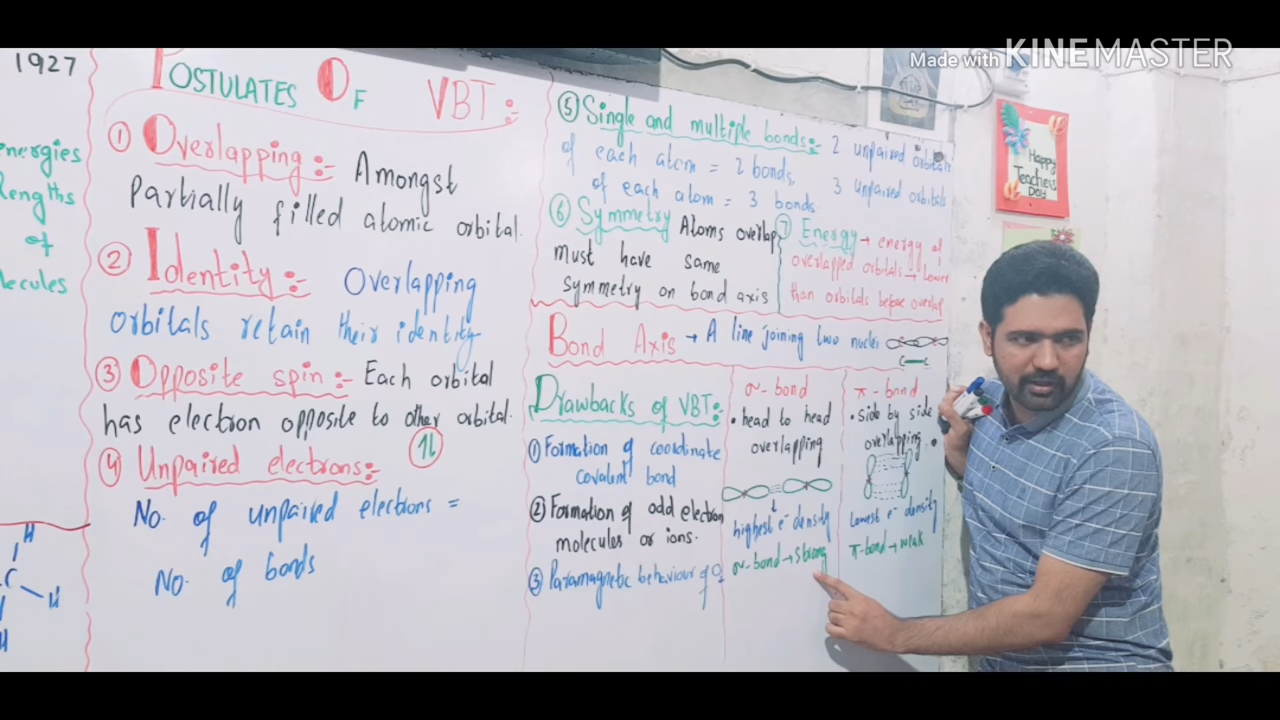 Made with KINEMASTER
1927
energies
lengths
of
POSTULATES OF VBT:-
① Overlapping:- Amongst
Partially filled atomic orbital.
② Identity:- Overlapping
orbitals retain their identity
③ Opposite spin:- Each orbital
has electron opposite to other orbital.
1L
④ Unpaired electrons:-
No. of unpaired electrons =
No. of bonds
H
C
H
H
⑤ Single and multiple bonds:- 2 unpaired orbitals
of each atom = 2 bonds, 3 unpaired orbitals
of each atom = 3 bonds.
⑥ Symmetry Atoms overlap
must have same
symmetry on bond axis
⑦ Energy → energy of
overlapped orbitals → Lower
than orbitals before overlap
Bond Axis → A line joining two nuclei
C — C
Drawbacks of VBT:-
① Formation of coordinate
covalent bond
② Formation of odd electron
molecules or ions.
③ Paramagnetic behaviour of O₂
σ-bond
• head to head
overlapping
highest e⁻ density
σ-bond → strong
π-bond
• side by side
overlapping.
Lowest e⁻ density
π-bond → weak
Happy
Teachers
Day